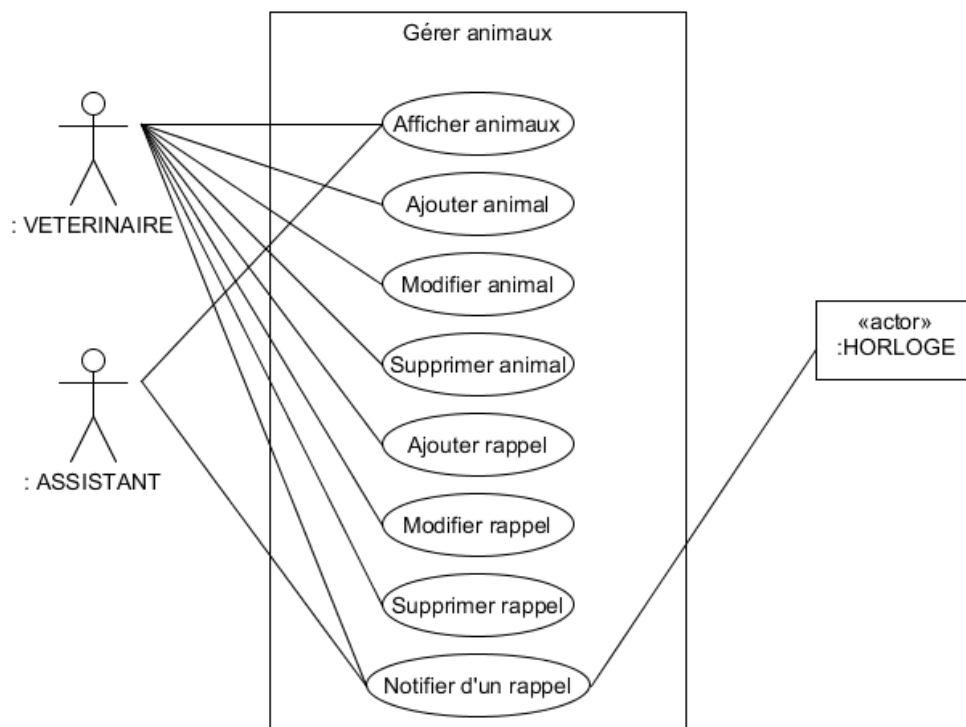 Gérer animaux
Afficher animaux
Ajouter animal
: VETERINAIRE
Modifier animal
«actor»
:HORLOGE
Supprimer animal
Ajouter rappel
: ASSISTANT
Modifier rappel
Supprimer rappel
Notifier d'un rappel